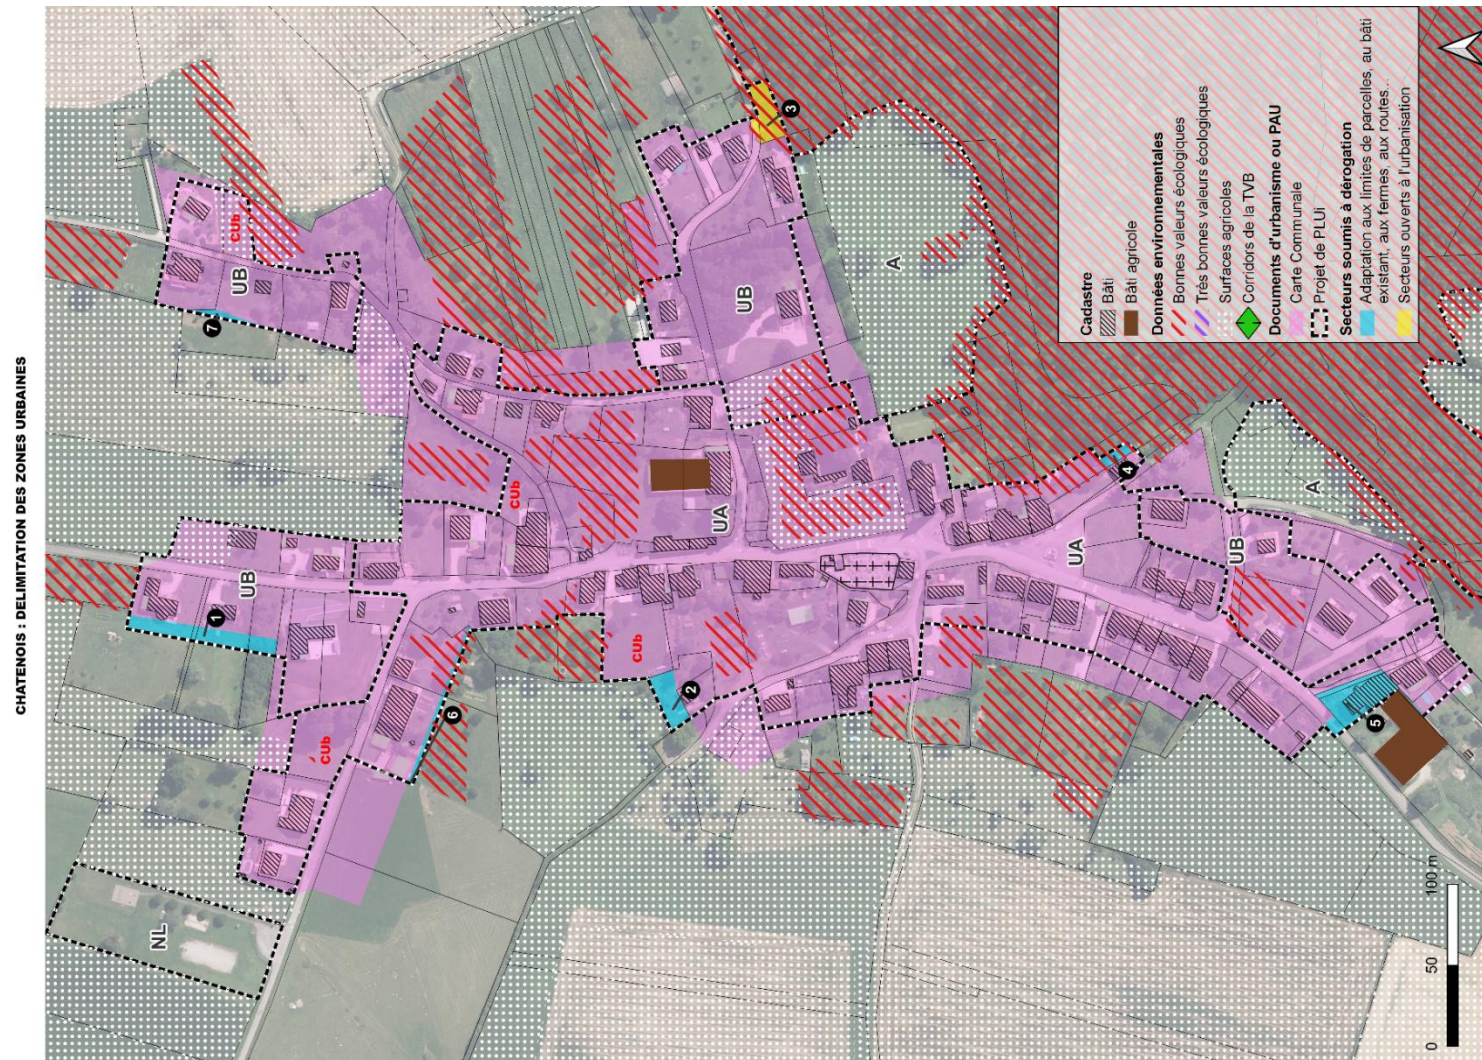 CHATENOIS : DELIMITATION DES ZONES URBAINES
Cadastre
Bâti
Bâti agricole
Données environnementales
Bonnes valeurs écologiques
Très bonnes valeurs écologiques
Surfaces agricoles
Corridors de la TVB
Documents d'urbanisme ou PAU
Carte Communale
Projet de PLUi
Secteurs soumis à dérogation
Adaptation aux limites de parcelles, au bâti
existant, aux fermes, aux routes...
Secteurs ouverts à l'urbanisation
NL
cUb
UB
1
6
cUb
2
cUb
UB
7
cUb
UA
UB
3
A
UA
4
A
UB
5
0 50 100 m
cUb